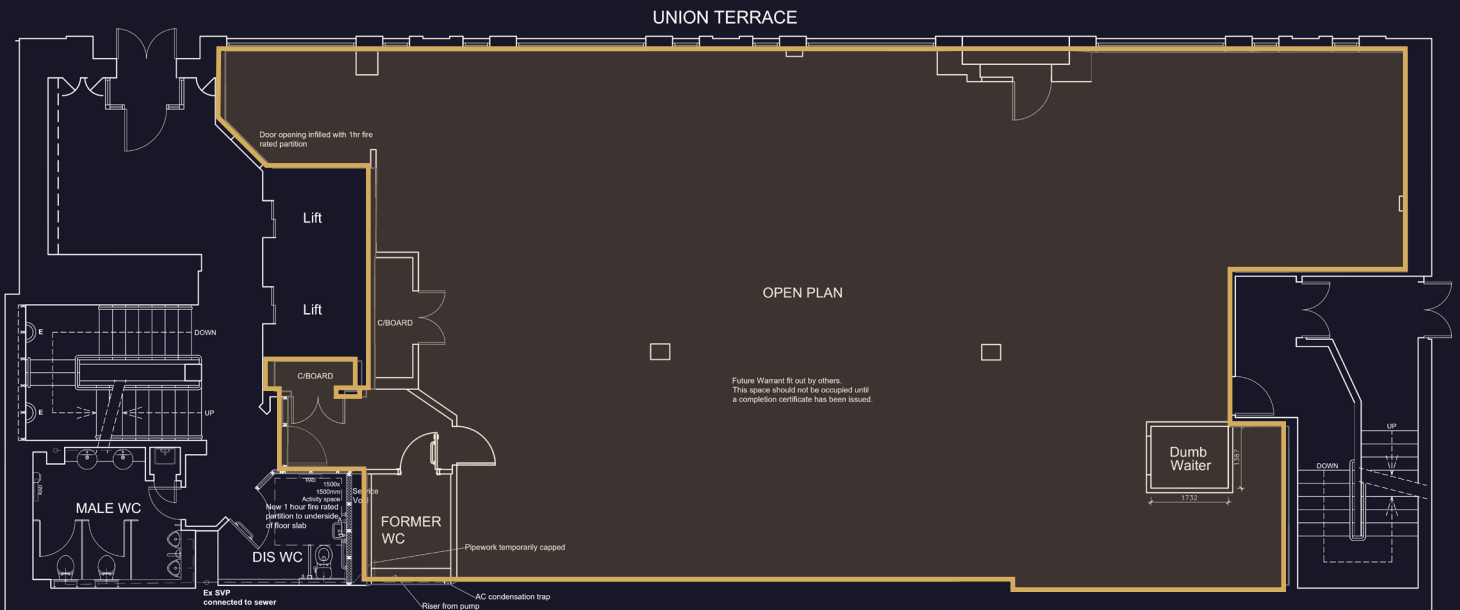 UNION TERRACE
Door opening infilled with 1hr fire
rated partition
Lift
Lift
OPEN PLAN
C/BOARD
E
DOWN
C/BOARD
Future Warrant fit out by others.
This space should not be occupied until
a completion certificate has been issued.
E
UP
UP
Dumb
Waiter
1387
1732
DOWN
RAD
RAD
1500x
1500mm
Activity space
Service
Void
New 1 hour fire rated
partition to underside
of floor slab
MALE WC
FORMER
WC
DIS WC
Pipework temporarily capped
Ex SVP
connected to sewer
AC condensation trap
Riser from pump